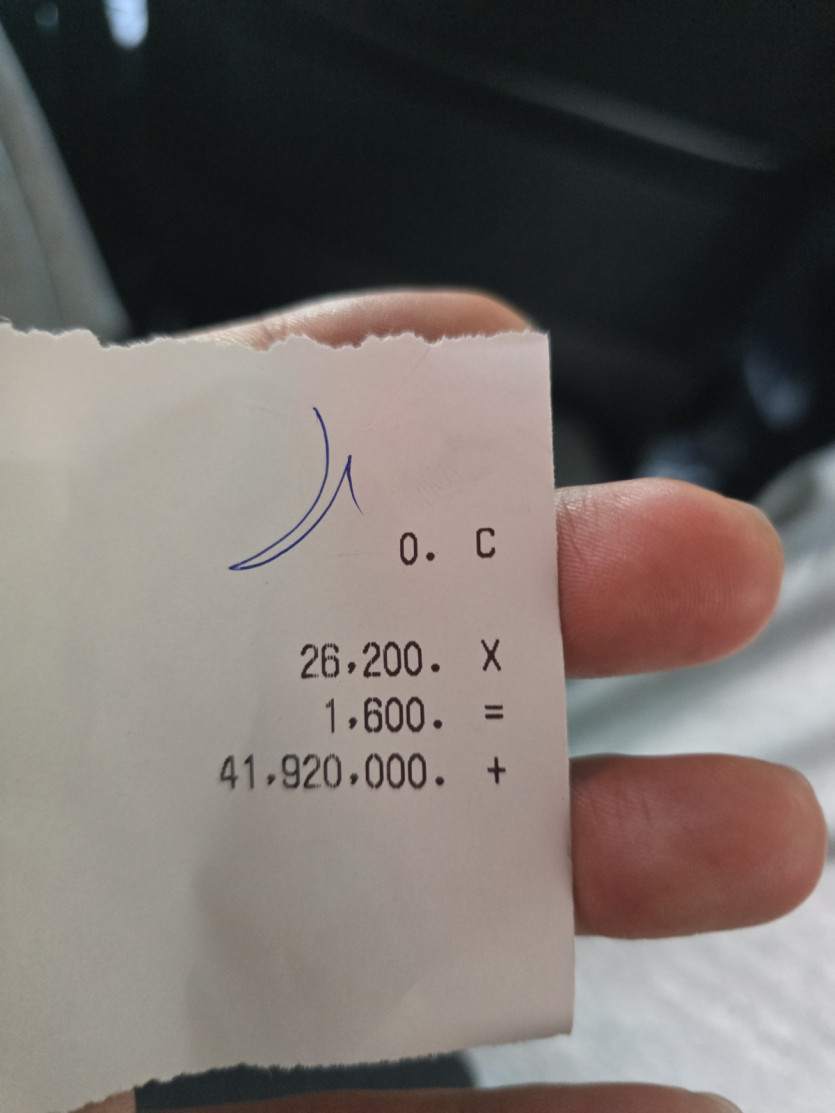 0. C
26,200. X
1,600. =
41,920,000. +